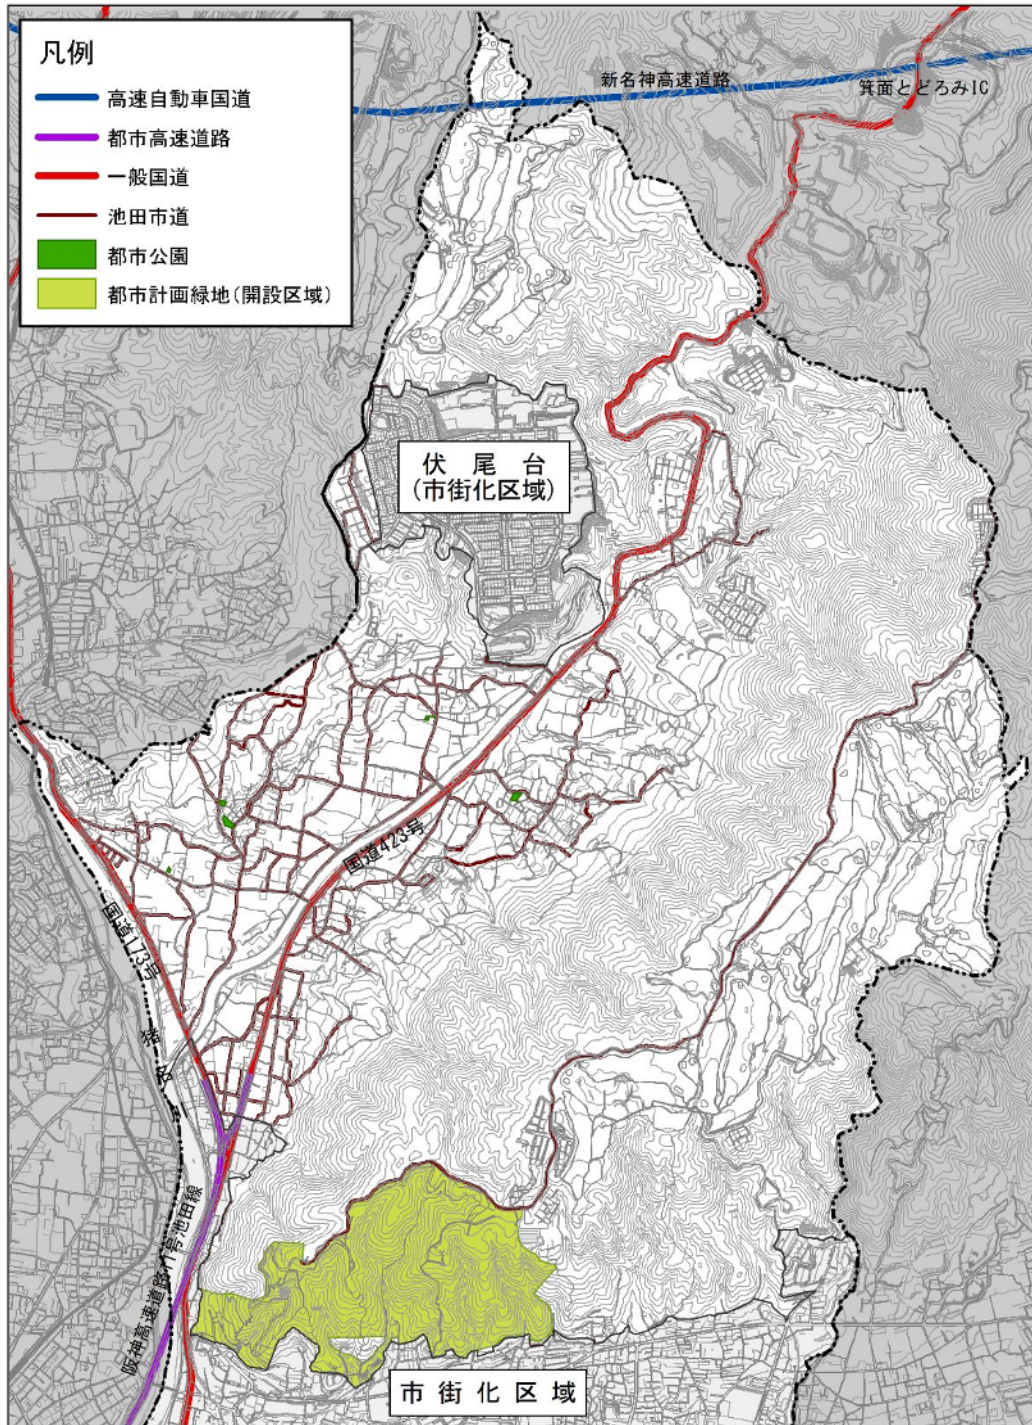 凡例
高速自動車国道
都市高速道路
一般国道
池田市道
都市公園
都市計画緑地(開設区域)
新名神高速道路
箕面とどろみIC
伏尾台
(市街化区域)
国道423号
国道173号
猪名川
阪神高速道路11号池田線
市街化区域